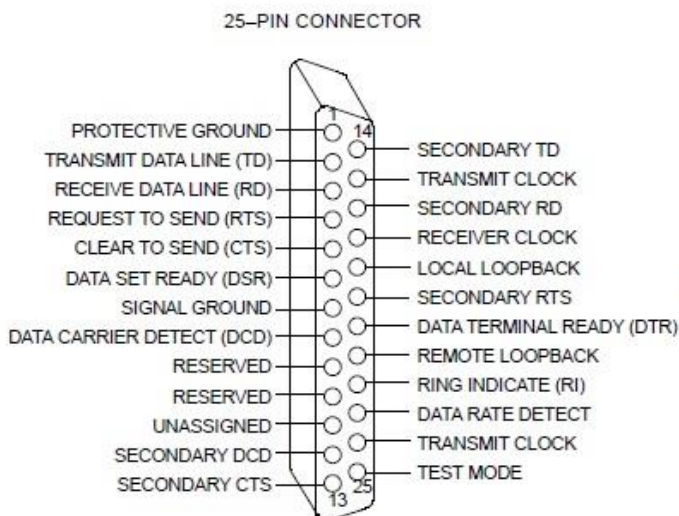 25–PIN CONNECTOR
1
14
PROTECTIVE GROUND
TRANSMIT DATA LINE (TD)
RECEIVE DATA LINE (RD)
REQUEST TO SEND (RTS)
CLEAR TO SEND (CTS)
DATA SET READY (DSR)
SIGNAL GROUND
DATA CARRIER DETECT (DCD)
RESERVED
RESERVED
UNASSIGNED
SECONDARY DCD
SECONDARY CTS
SECONDARY TD
TRANSMIT CLOCK
SECONDARY RD
RECEIVER CLOCK
LOCAL LOOPBACK
SECONDARY RTS
DATA TERMINAL READY (DTR)
REMOTE LOOPBACK
RING INDICATE (RI)
DATA RATE DETECT
TRANSMIT CLOCK
TEST MODE
13
25